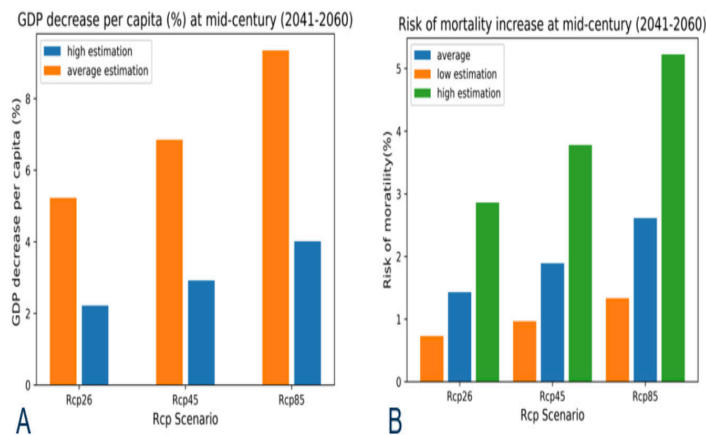 GDP decrease per capita (%) at mid-century (2041-2060)
high estimation
average estimation
GDP decrease per capita (%)
8
6
4
2
0
Rcp26 Rcp45 Rcp85
Rcp Scenario
A
Risk of mortality increase at mid-century (2041-2060)
average
low estimation
high estimation
Risk of moratility(%)
5
4
3
2
1
0
Rcp26 Rcp45 Rcp85
Rcp Scenario
B